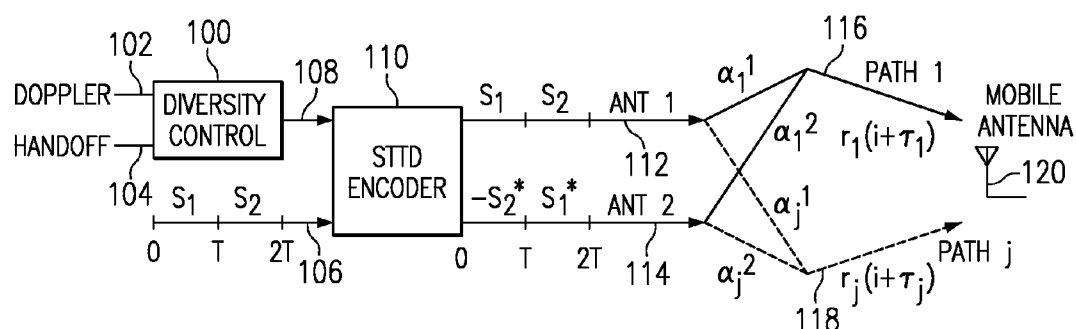 100
102
108
110
116
DOPPLER
DIVERSITY
CONTROL
HANDOFF
104
STTD
ENCODER
S₁ S₂ ANT 1
112
α₁¹
α₁²
PATH 1
r₁(i+τ₁)
MOBILE
ANTENNA
120
S₁ S₂
0 T 2T
106
-S₂* S₁* ANT 2
0 T 2T
114
αⱼ¹
αⱼ²
118
rⱼ(i+τⱼ)
PATH j